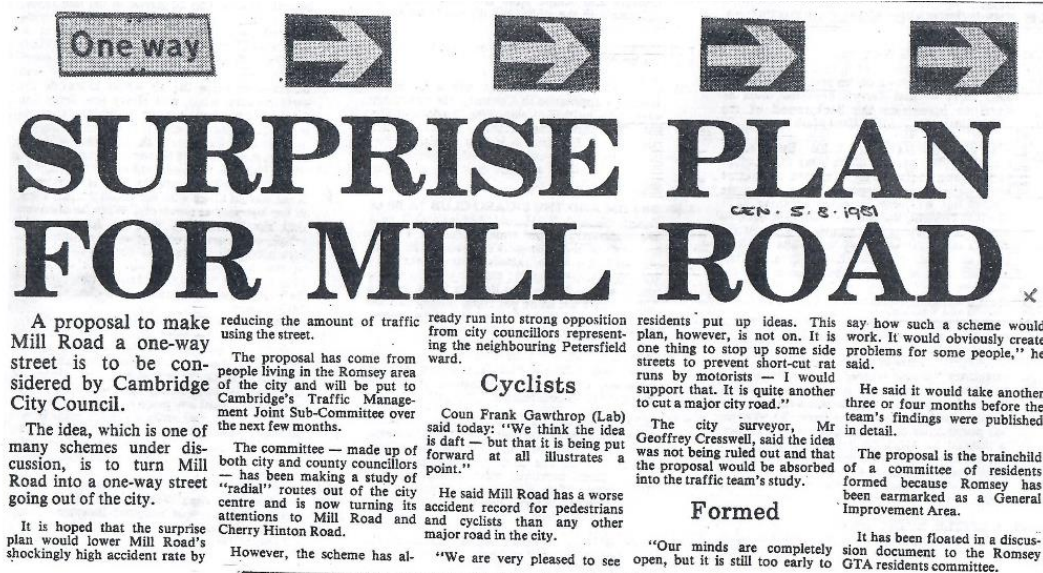 One way
SURPRISE PLAN
CEN. 5.8.1981
FOR MILL ROAD
A proposal to make
Mill Road a one-way
street is to be con-
sidered by Cambridge
City Council.
The idea, which is one of
many schemes under dis-
cussion, is to turn Mill
Road into a one-way street
going out of the city.
It is hoped that the surprise
plan would lower Mill Road's
shockingly high accident rate by
reducing the amount of traffic
using the street.
The proposal has come from
people living in the Romsey area
of the city and will be put to
Cambridge's Traffic Manage-
ment Joint Sub-Committee over
the next few months.
The committee — made up of
both city and county councillors
— has been making a study of
"radial" routes out of the city
centre and is now turning its
attentions to Mill Road and
Cherry Hinton Road.
However, the scheme has al-
ready run into strong opposition
from city councillors represent-
ing the neighbouring Petersfield
ward.
Cyclists
Coun Frank Gawthrop (Lab)
said today: "We think the idea
is daft — but that it is being put
forward at all illustrates a
point."
He said Mill Road has a worse
accident record for pedestrians
and cyclists than any other
major road in the city.
"We are very pleased to see
residents put up ideas. This
plan, however, is not on. It is
one thing to stop up some side
streets to prevent short-cut rat
runs by motorists — I would
support that. It is quite another
to cut a major city road."
The city surveyor, Mr
Geoffrey Cresswell, said the idea
was not being ruled out and that
the proposal would be absorbed
into the traffic team's study.
Formed
"Our minds are completely
open, but it is still too early to
say how such a scheme would
work. It would obviously create
problems for some people," he
said.
He said it would take another
three or four months before the
team's findings were published
in detail.
The proposal is the brainchild
of a committee of residents
formed because Romsey has
been earmarked as a General
Improvement Area.
It has been floated in a discus-
sion document to the Romsey
GTA residents committee.